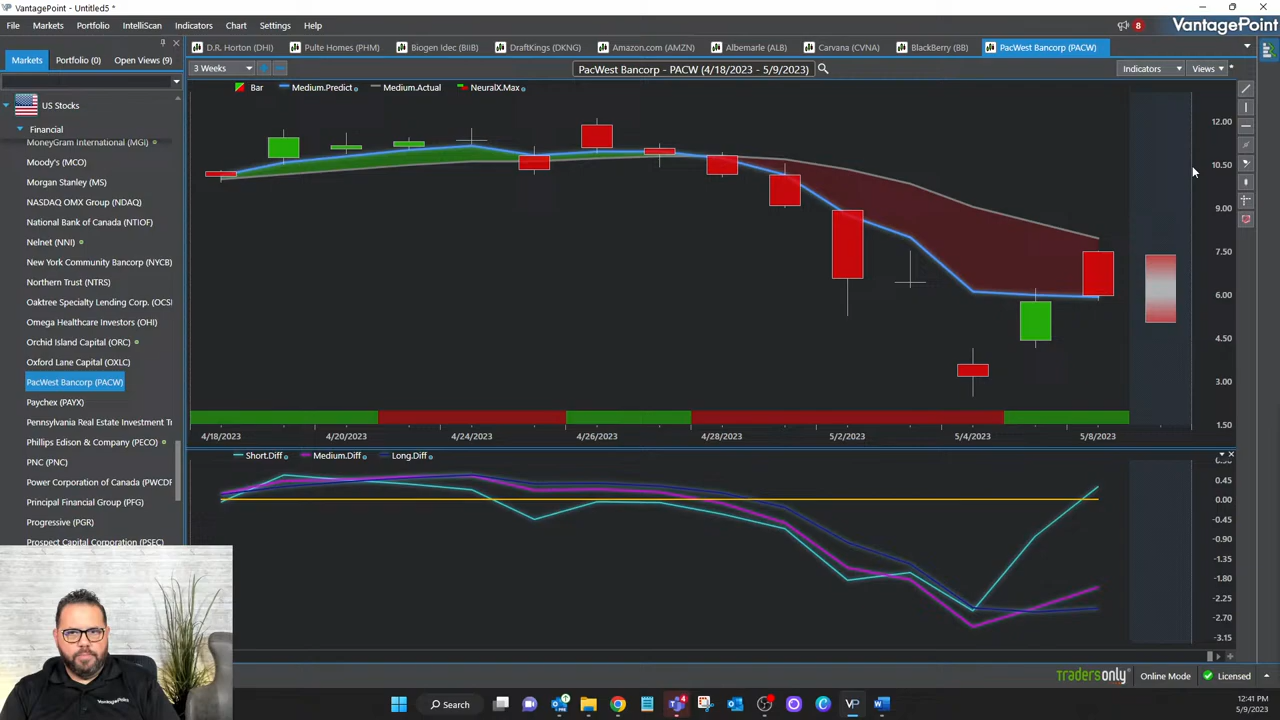 VantagePoint - Untitled5 *
File Markets Portfolio IntelliScan Chart Indicators System Help
8 VantagePoint
D.R. Horton (DHI) Pulte Homes (PHM) Biogen Idec (BIIB) DraftKings (DKNG) Amazon.com (AMZN) Albemarle (ALB) Carvana (CVNA) BlackBerry (BB) PacWest Bancorp (PACW)
Markets Portfolio (0) Open Views (9)
3 Weeks PacWest Bancorp - PACW (4/18/2023 - 5/9/2023) Indicators Views
Bar Medium.Predict Medium.Actual NeuralX.Max
US Stocks
Financial
MoneyGram International (MGI)
Moody's (MCO)
Morgan Stanley (MS)
NASDAQ OMX Group (NDAQ)
National Bank of Canada (NTIOF)
Nelnet (NNI)
New York Community Bancorp (NYCB)
Northern Trust (NTRS)
Oaktree Specialty Lending Corp. (OCSI
Omega Healthcare Investors (OHI)
Orchid Island Capital (ORC)
Oxford Lane Capital (OXLC)
PacWest Bancorp (PACW)
Paychex (PAYX)
Pennsylvania Real Estate Investment Tr
Phillips Edison & Company (PECO)
PNC (PNC)
Power Corporation of Canada (PWCDF
Principal Financial Group (PFG)
Progressive (PGR)
Prospect Capital Corporation (PSEC)
12.00
10.50
9.00
7.50
6.00
4.50
3.00
1.50
4/18/2023 4/20/2023 4/24/2023 4/26/2023 4/28/2023 5/2/2023 5/4/2023 5/8/2023
Short.Diff Medium.Diff Long.Diff
0.45
0.00
-0.45
-0.90
-1.35
-1.80
-2.25
-2.70
-3.15
VantagePoint
tradersonly Online Mode Licensed
Search
4
VP
12:41 PM
5/9/2023